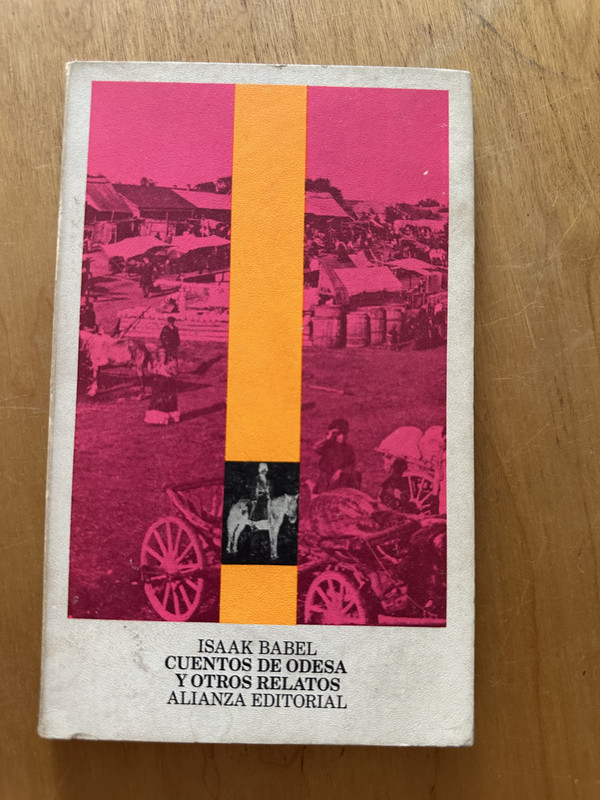 ISAAK BABEL
CUENTOS DE ODESA
Y OTROS RELATOS
ALIANZA EDITORIAL